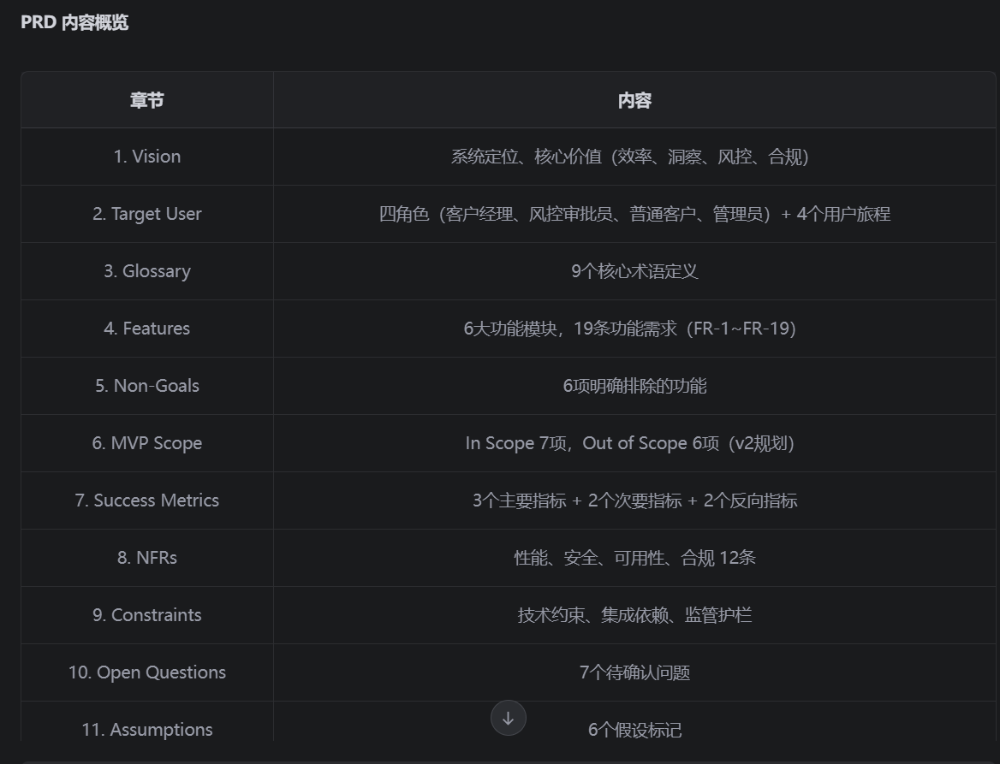 PRD 内容概览
章节 内容
1. Vision 系统定位、核心价值（效率、洞察、风控、合规）
2. Target User 四角色（客户经理、风控审批员、普通客户、管理员）+ 4个用户旅程
3. Glossary 9个核心术语定义
4. Features 6大功能模块，19条功能需求（FR-1~FR-19）
5. Non-Goals 6项明确排除的功能
6. MVP Scope In Scope 7项，Out of Scope 6项（v2规划）
7. Success Metrics 3个主要指标 + 2个次要指标 + 2个反向指标
8. NFRs 性能、安全、可用性、合规 12条
9. Constraints 技术约束、集成依赖、监管护栏
10. Open Questions 7个待确认问题
11. Assumptions 6个假设标记